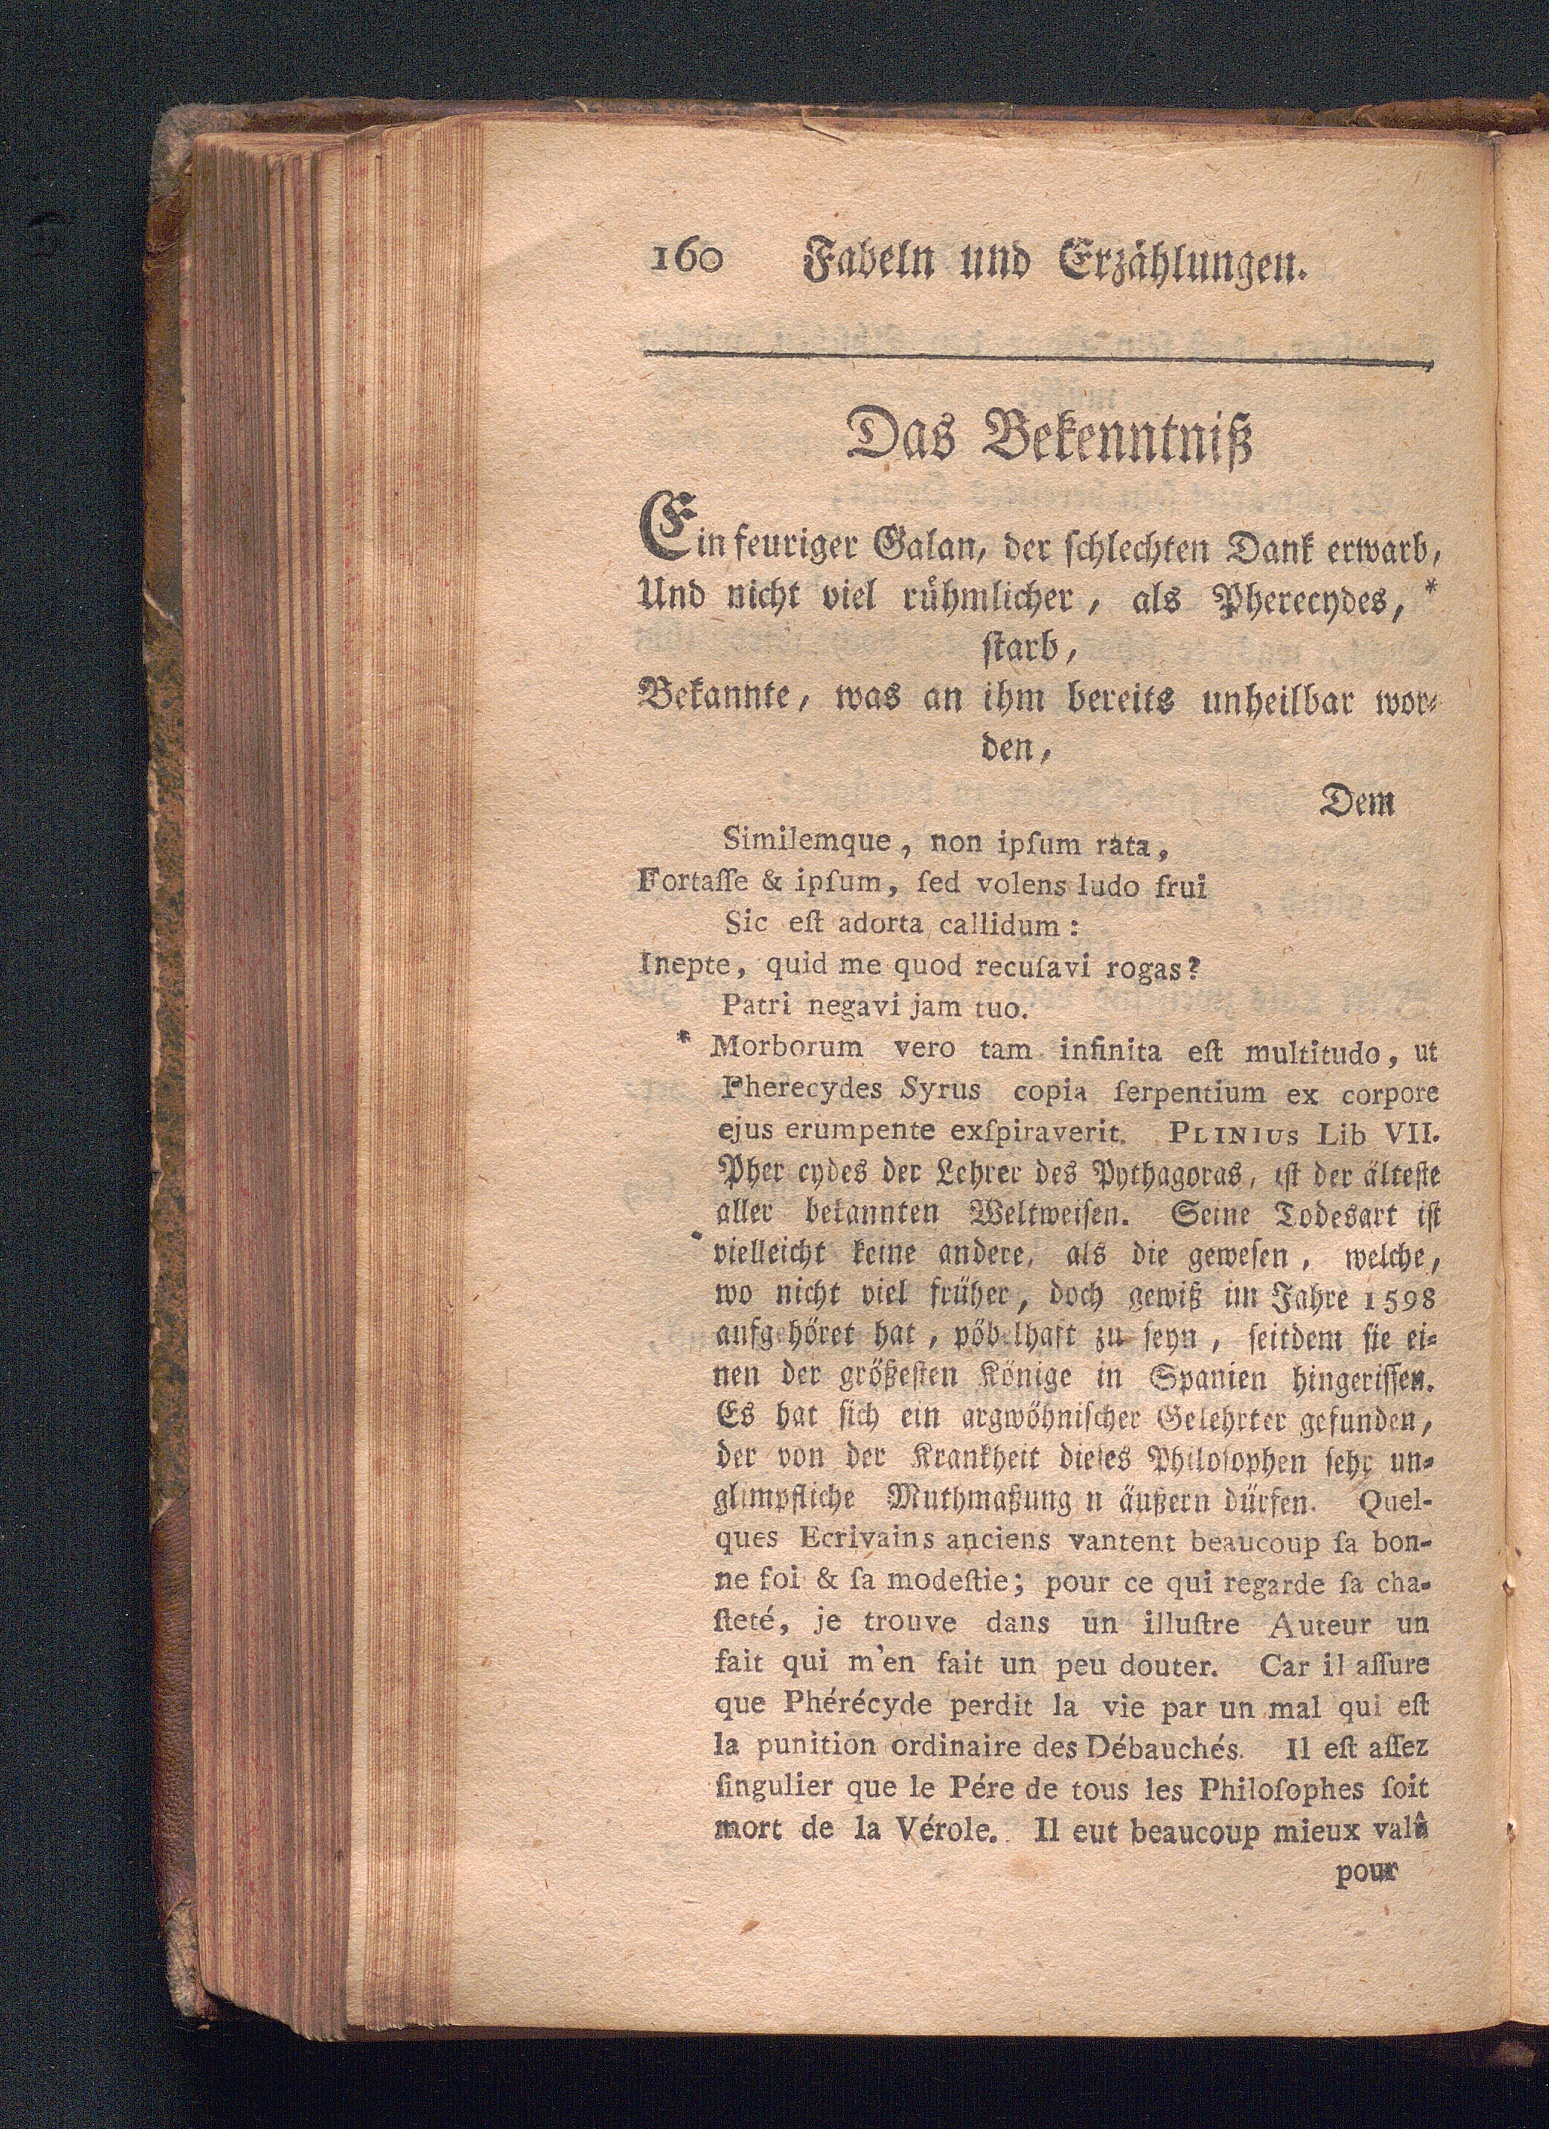 160 Fabeln und Erzählungen.
Das Bekenntniß
Ein feuriger Galan, der ſchlechten Dank erwarb,
Und nicht viel rühmlicher, als Pherecydes, *
ſtarb,
Bekannte, was an ihm bereits unheilbar wor-
den,
Dem
Similemque, non ipſum rata,
Fortaſſe & ipſum, ſed volens ludo frui
Sic eſt adorta callidum:
Inepte, quid me quod recuſavi rogas?
Patri negavi jam tuo.
* Morborum vero tam infinita eſt multitudo, ut
Pherecydes Syrus copia ſerpentium ex corpore
ejus erumpente exſpiraverit. PLINIUS Lib VII.
Pher cydes der Lehrer des Pythagoras, iſt der älteſte
aller bekannten Weltweiſen. Seine Todesart iſt
vielleicht keine andere, als die geweſen, welche,
wo nicht viel früher, doch gewiß im Jahre 1598
aufgehöret hat, pöbelhaft zu ſeyn, ſeitdem ſie ei-
nen der größeſten Könige in Spanien hingeriſſen.
Es hat ſich ein argwöhniſcher Gelehrter gefunden,
der von der Krankheit dieſes Philoſophen ſehr un-
glimpfliche Muthmaßung n äußern dürfen. Quel-
ques Ecrivains anciens vantent beaucoup ſa bon-
ne foi & ſa modeſtie; pour ce qui regarde ſa cha-
ſteté, je trouve dans un illuſtre Auteur un
fait qui m'en fait un peu douter. Car il aſſure
que Phérécyde perdit la vie par un mal qui eſt
la punition ordinaire des Débauchés. Il eſt aſſez
ſingulier que le Pére de tous les Philoſophes ſoit
mort de la Vérole. Il eut beaucoup mieux valû
pour